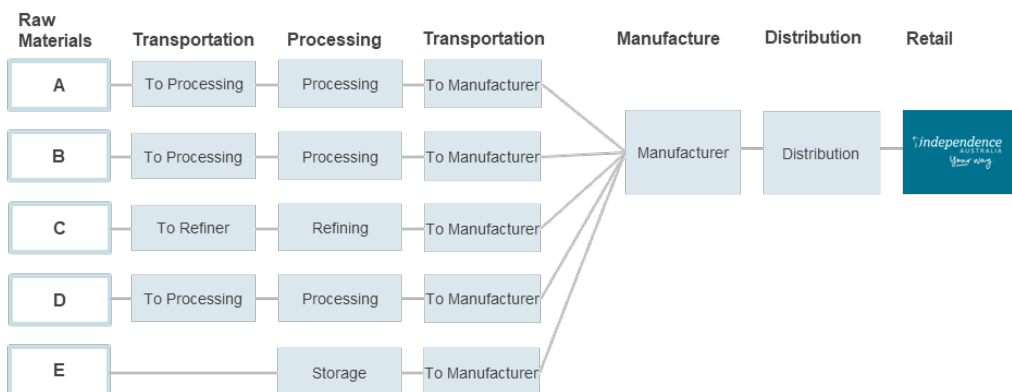 Raw
Materials
Transportation
Processing
Transportation
Manufacture
Distribution
Retail
A
To Processing
Processing
To Manufacturer
B
To Processing
Processing
To Manufacturer
Manufacturer
Distribution
independence
AUSTRALIA
Your way
C
To Refiner
Refining
To Manufacturer
D
To Processing
Processing
To Manufacturer
E
Storage
To Manufacturer